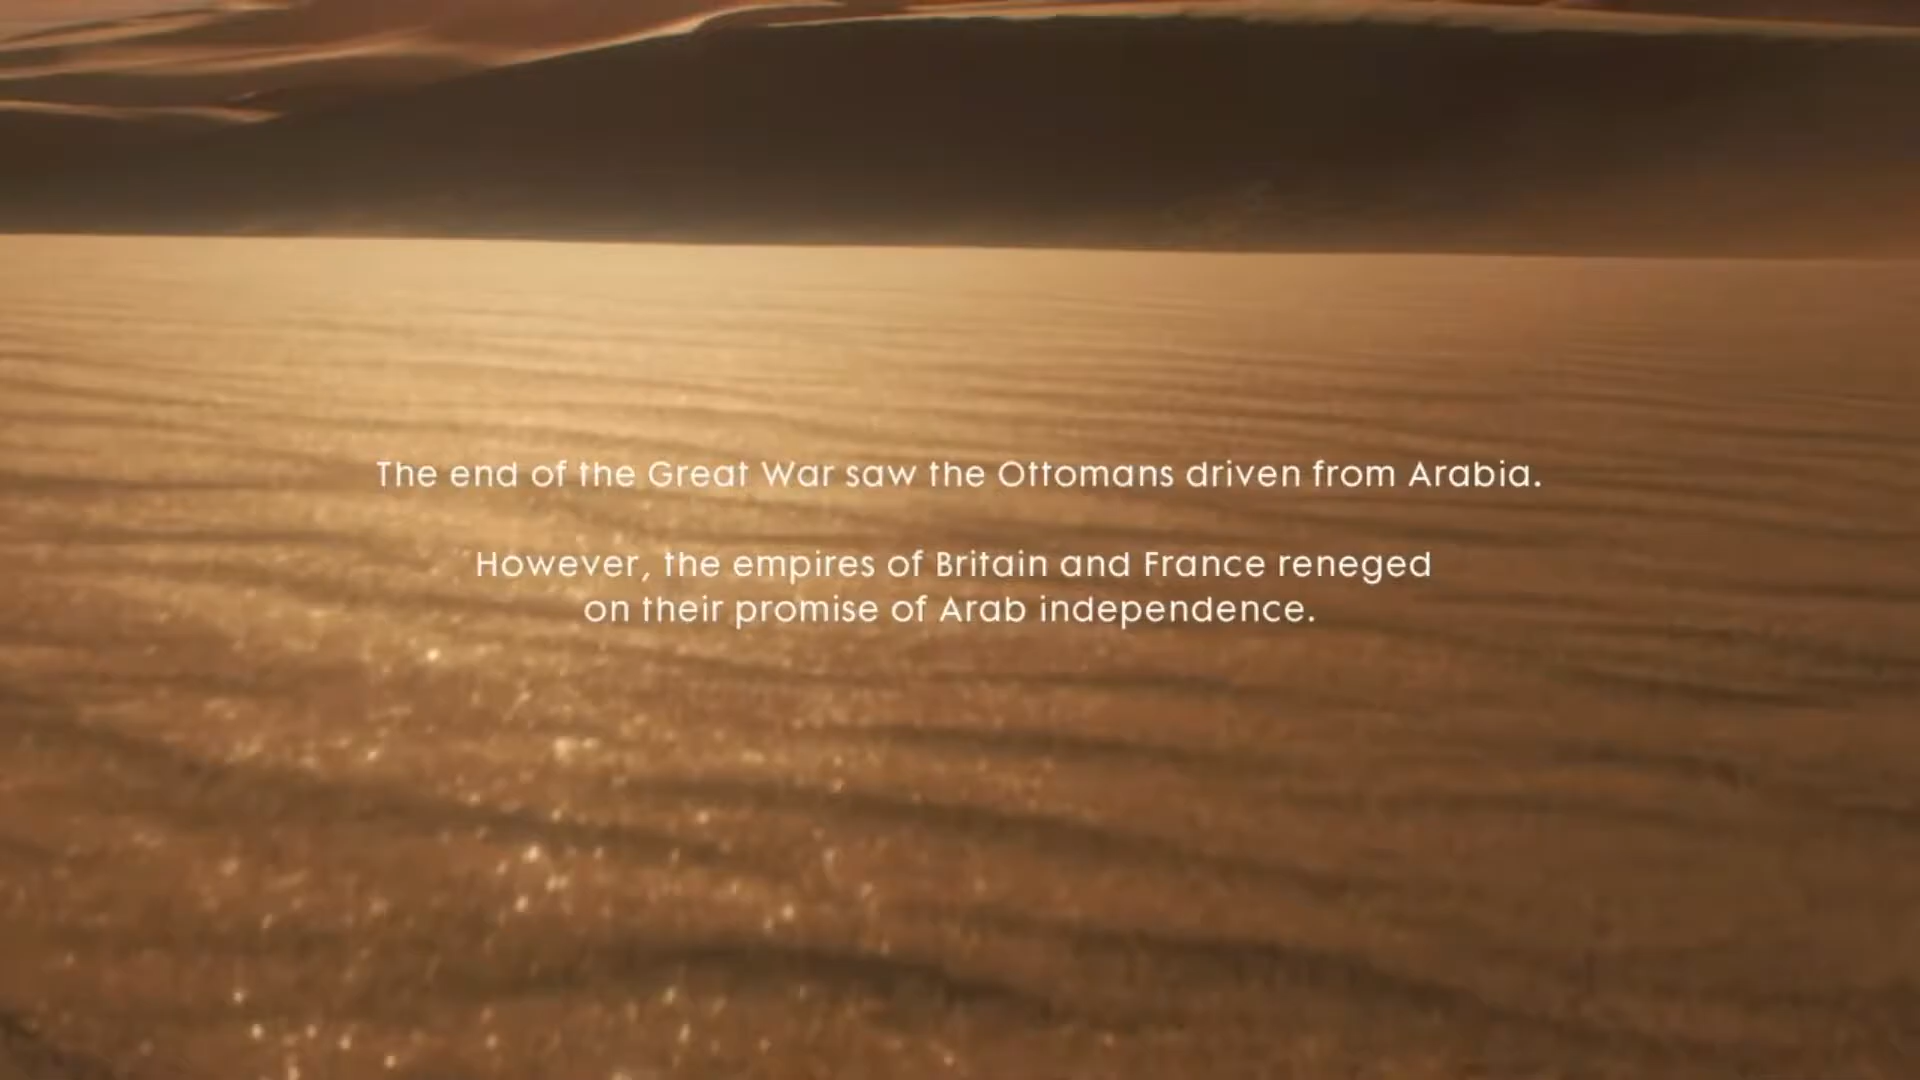 The end of the Great War saw the Ottomans driven from Arabia.
However, the empires of Britain and France reneged
on their promise of Arab independence.